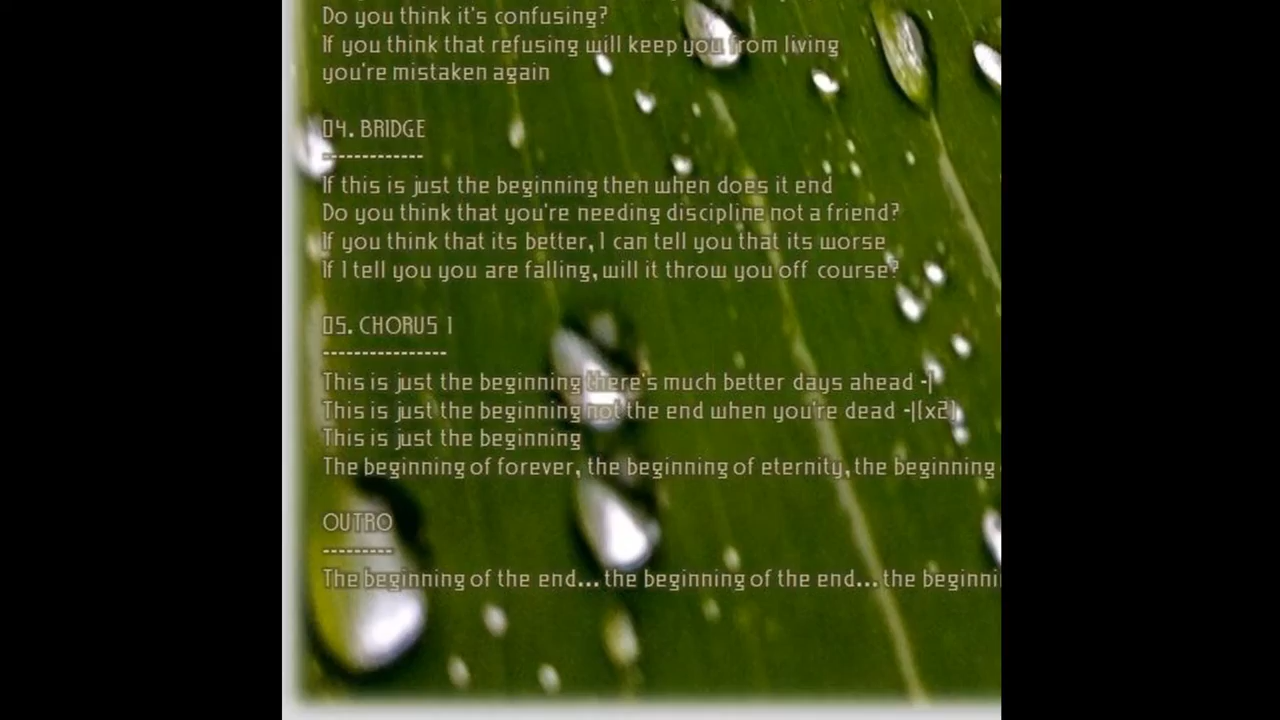 Do you think it's confusing?
If you think that refusing will keep you from living
you're mistaken again
04. BRIDGE
-------------
If this is just the beginning then when does it end
Do you think that you're needing discipline not a friend?
If you think that its better, I can tell you that its worse
If I tell you you are falling, will it throw you off course?
05. CHORUS 1
----------------
This is just the beginning there's much better days ahead -|
This is just the beginning not the end when you're dead -|(x2)
This is just the beginning
The beginning of forever, the beginning of eternity, the beginning
OUTRO
---------
The beginning of the end... the beginning of the end... the beginni